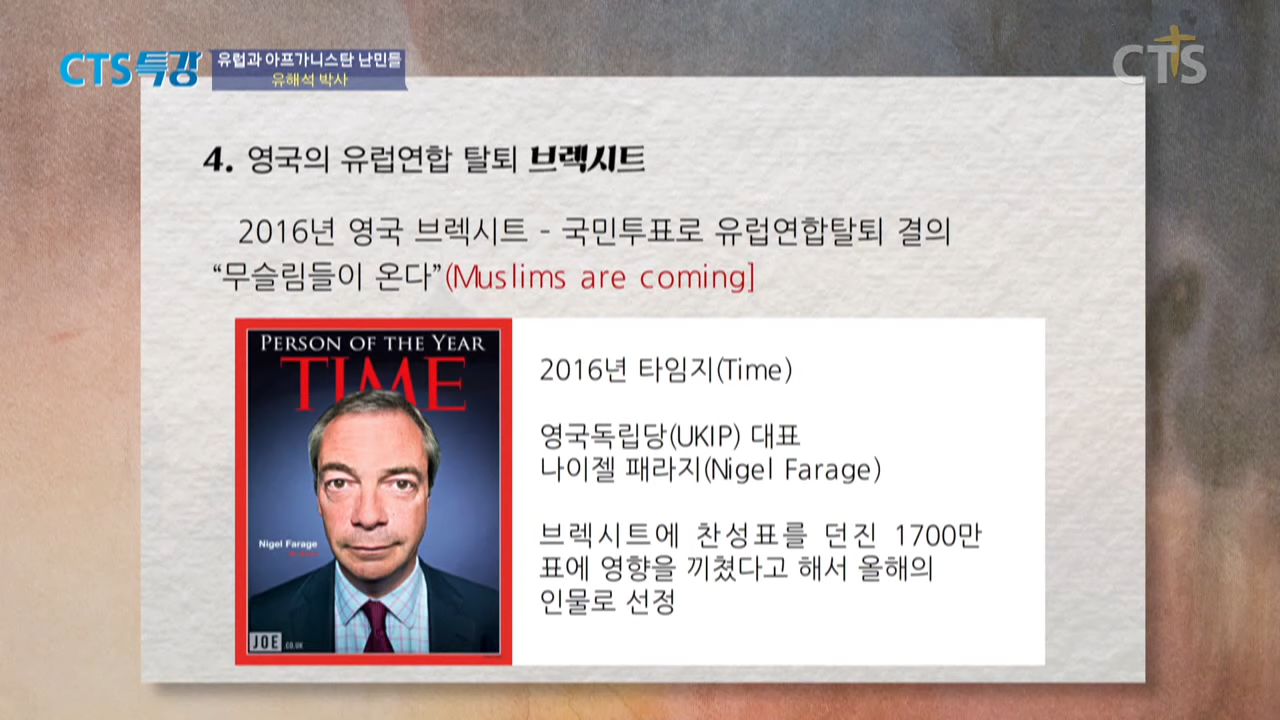 CTS특강
유럽과 아프가니스탄 난민들
유해석 박사
CTS
4. 영국의 유럽연합 탈퇴 브렉시트
2016년 영국 브렉시트 - 국민투표로 유럽연합탈퇴 결의
“무슬림들이 온다”(Muslims are coming]
PERSON OF THE YEAR
TIME
Nigel Farage
JOE.CO.UK
2016년 타임지(Time)
영국독립당(UKIP) 대표
나이젤 패라지(Nigel Farage)
브렉시트에 찬성표를 던진 1700만
표에 영향을 끼쳤다고 해서 올해의
인물로 선정